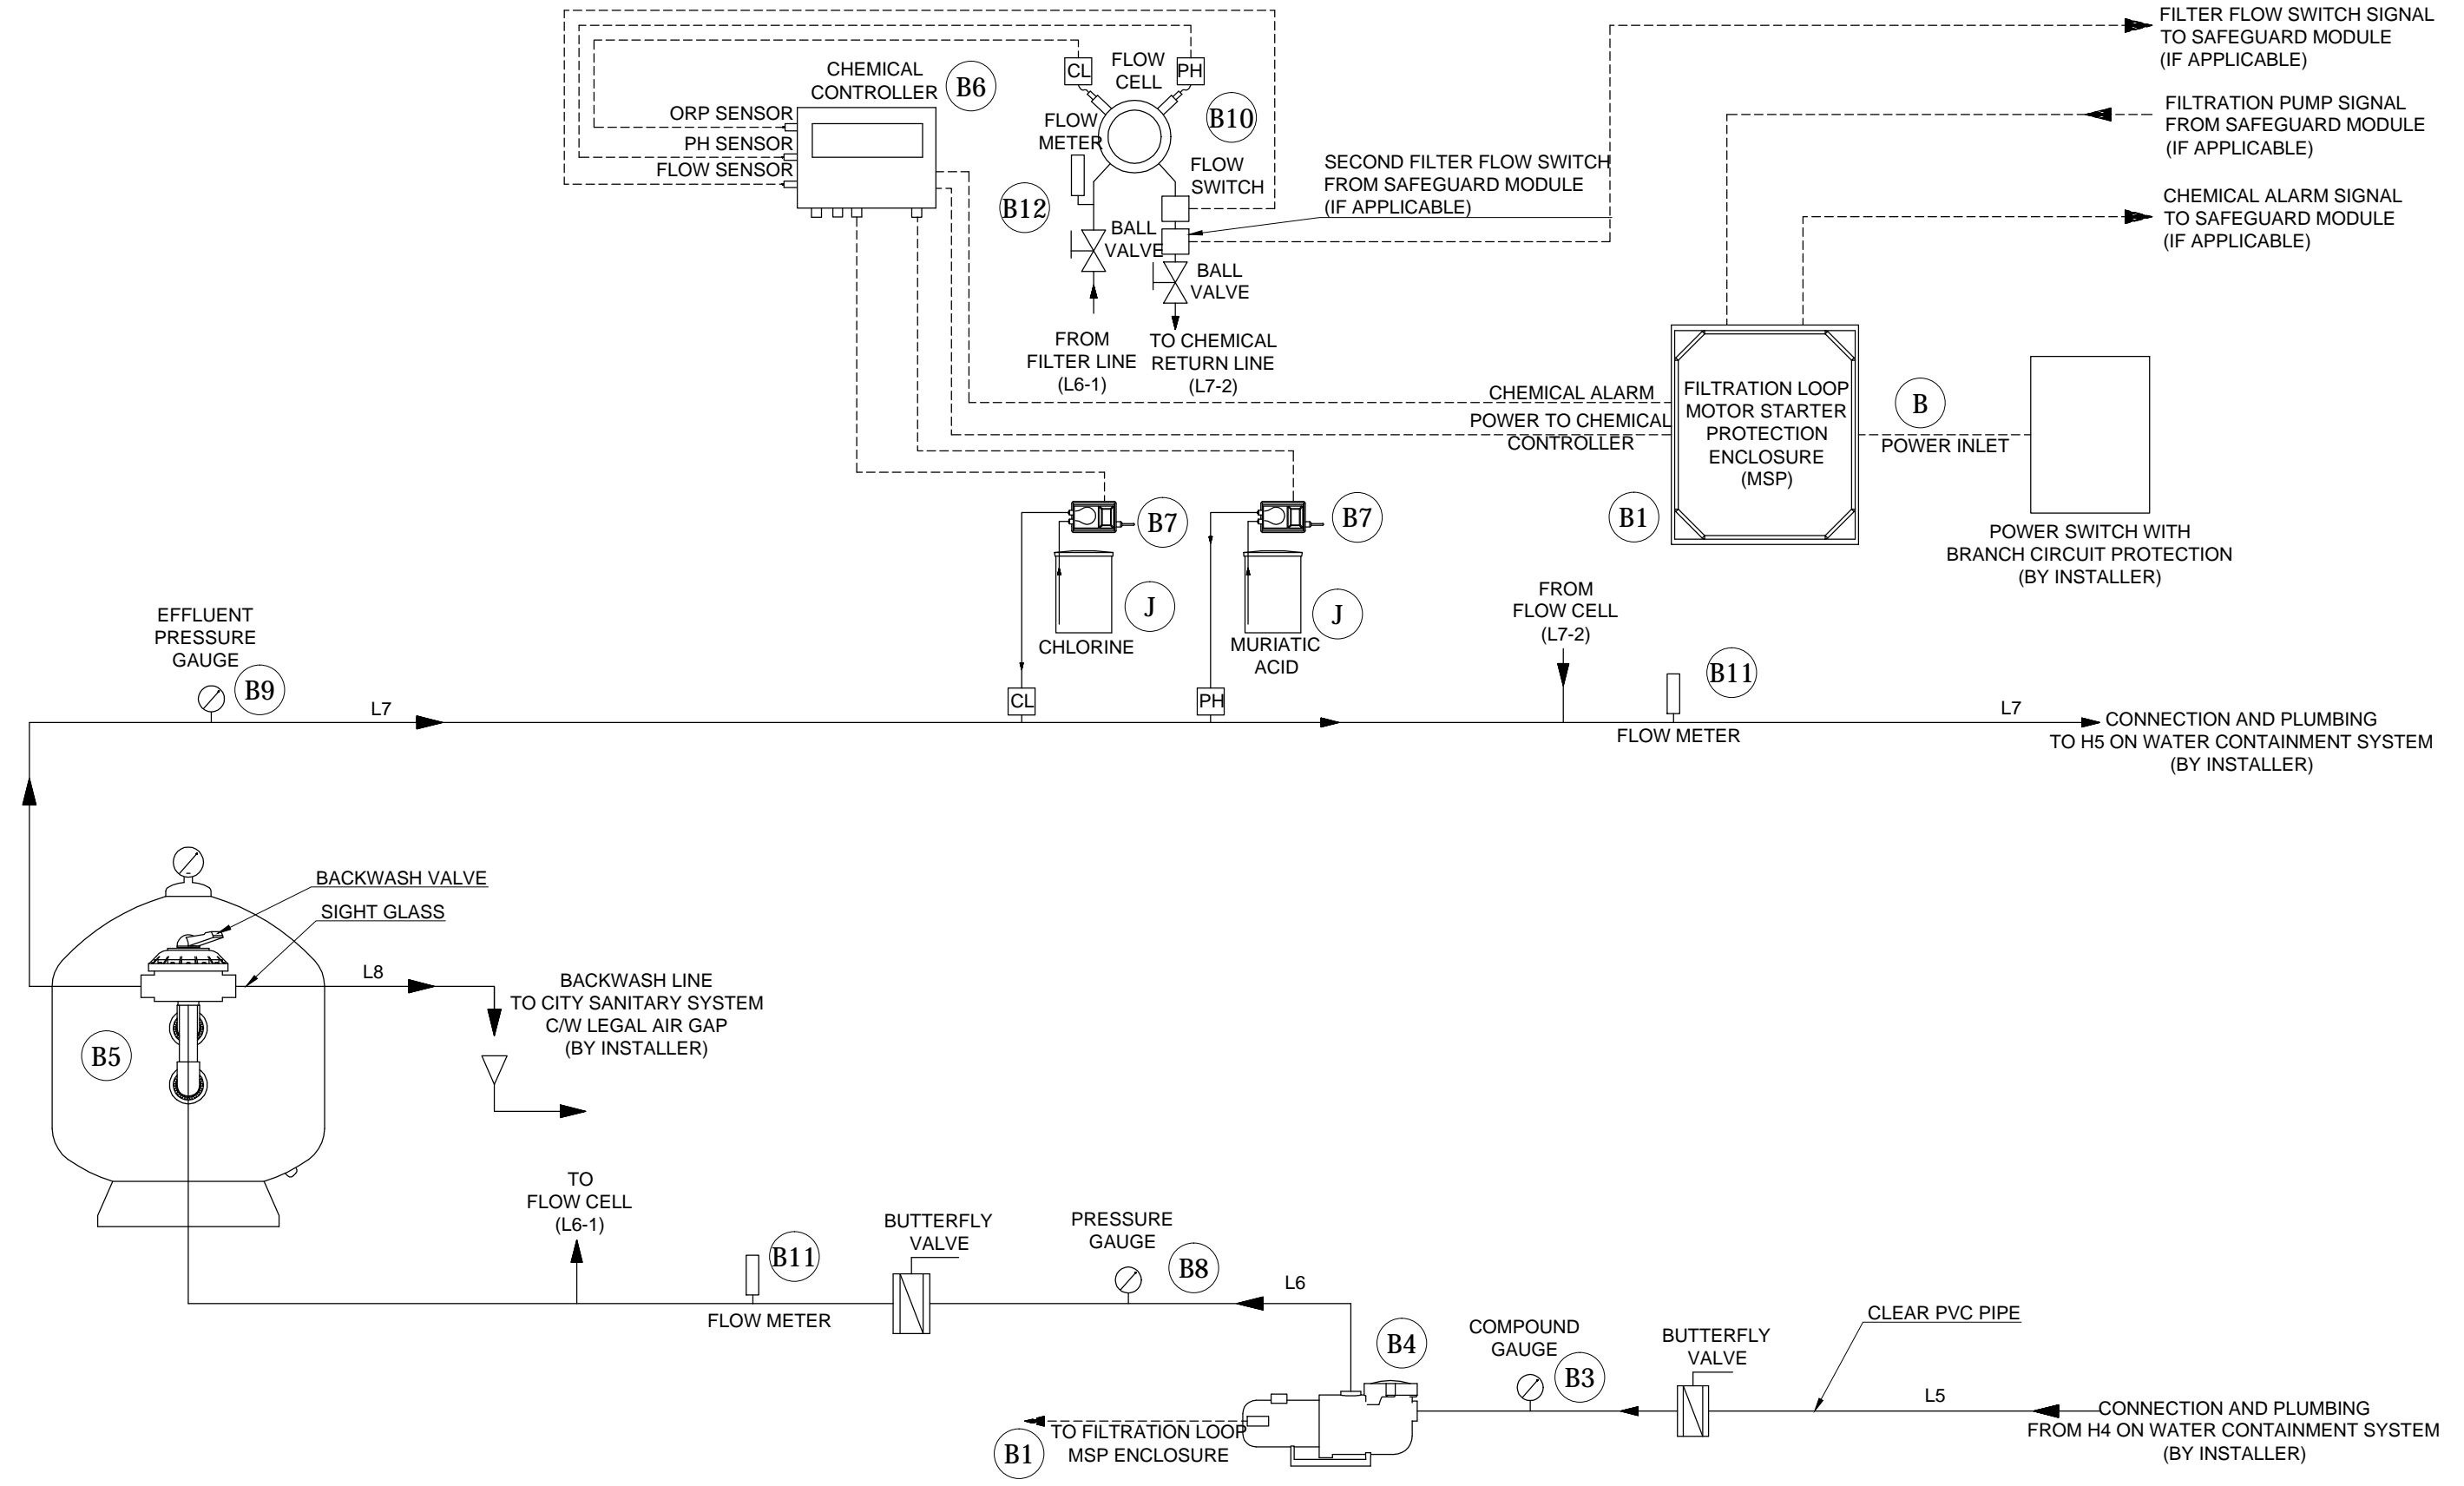 FILTER FLOW SWITCH SIGNAL
TO SAFEGUARD MODULE
(IF APPLICABLE)
FILTRATION PUMP SIGNAL
FROM SAFEGUARD MODULE
(IF APPLICABLE)
CHEMICAL ALARM SIGNAL
TO SAFEGUARD MODULE
(IF APPLICABLE)
CHEMICAL
CONTROLLER
B6
ORP SENSOR
PH SENSOR
FLOW SENSOR
CL
FLOW
CELL
PH
B10
FLOW
METER
FLOW
SWITCH
B12
BALL
VALVE
BALL
VALVE
SECOND FILTER FLOW SWITCH
FROM SAFEGUARD MODULE
(IF APPLICABLE)
FROM
FILTER LINE
(L6-1)
TO CHEMICAL
RETURN LINE
(L7-2)
CHEMICAL ALARM
POWER TO CHEMICAL
CONTROLLER
FILTRATION LOOP
MOTOR STARTER
PROTECTION
ENCLOSURE
(MSP)
B1
B
POWER INLET
POWER SWITCH WITH
BRANCH CIRCUIT PROTECTION
(BY INSTALLER)
B7
B7
J
J
CHLORINE
MURIATIC
ACID
FROM
FLOW CELL
(L7-2)
EFFLUENT
PRESSURE
GAUGE
B9
L7
CL
PH
B11
FLOW METER
L7
CONNECTION AND PLUMBING
TO H5 ON WATER CONTAINMENT SYSTEM
(BY INSTALLER)
BACKWASH VALVE
SIGHT GLASS
L8
BACKWASH LINE
TO CITY SANITARY SYSTEM
C/W LEGAL AIR GAP
(BY INSTALLER)
B5
TO
FLOW CELL
(L6-1)
B11
FLOW METER
BUTTERFLY
VALVE
PRESSURE
GAUGE
B8
L6
B4
COMPOUND
GAUGE
B3
BUTTERFLY
VALVE
CLEAR PVC PIPE
L5
CONNECTION AND PLUMBING
FROM H4 ON WATER CONTAINMENT SYSTEM
(BY INSTALLER)
B1
TO FILTRATION LOOP
MSP ENCLOSURE